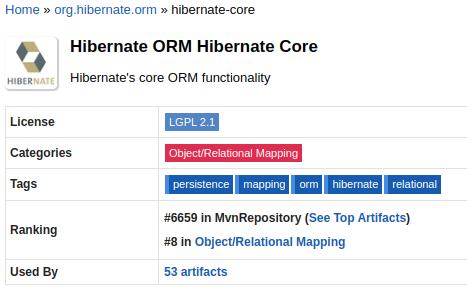 Home » org.hibernate.orm » hibernate-core
Hibernate ORM Hibernate Core
Hibernate's core ORM functionality
HIBERNATE
License LGPL 2.1
Categories Object/Relational Mapping
Tags persistence mapping orm hibernate relational
Ranking #6659 in MvnRepository (See Top Artifacts)
#8 in Object/Relational Mapping
Used By 53 artifacts